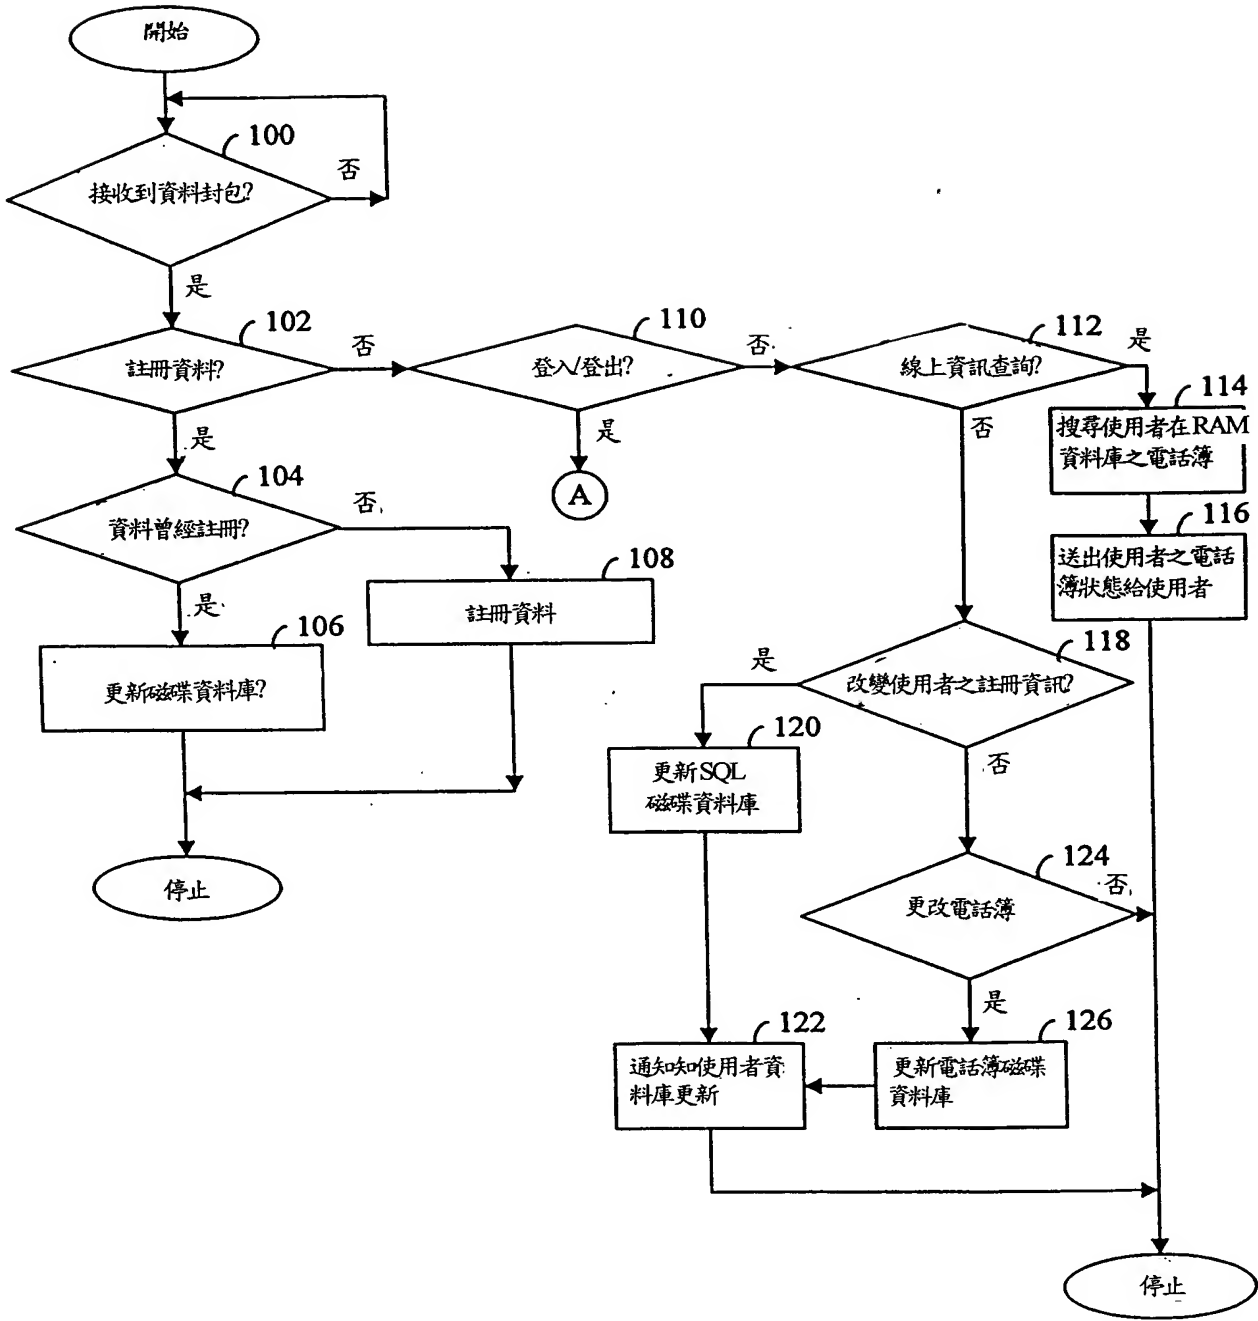 開始
100
接收到資料封包?
否
是
102
註冊資料?
否
110
登入/登出?
否
112
線上資訊查詢?
是
114
搜尋使用者在RAM
資料庫之電話簿
是
是
否
A
104
資料曾經註冊?
否
116
送出使用者之電話
簿狀態給使用者
108
註冊資料
是
106
更新磁碟資料庫?
118
改變使用者之註冊資訊?
是
否
120
更新SQL
磁碟資料庫
停止
124
更改電話簿
否
是
122
通知知使用者資
料庫更新
126
更新電話簿磁碟
資料庫
停止